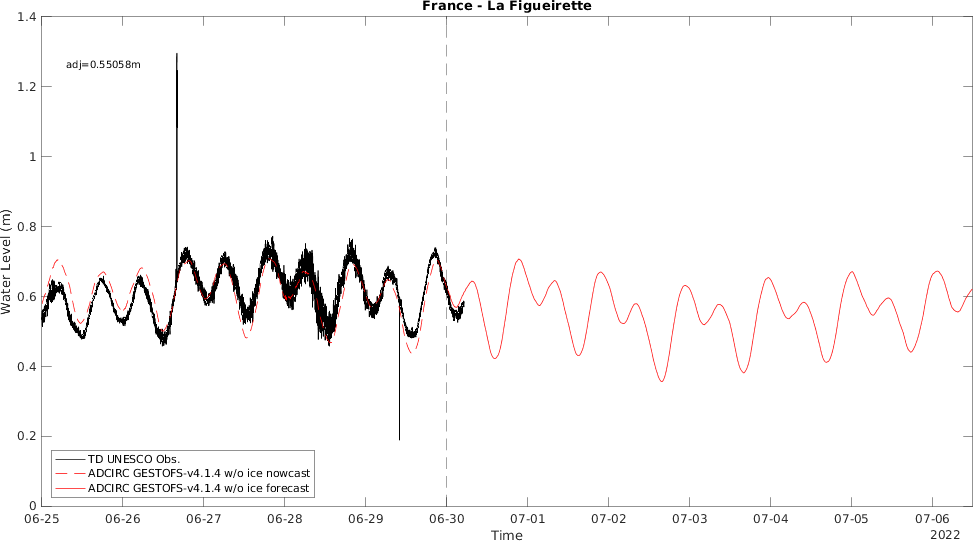 France - La Figueirette
1.4
1.2
1
0.8
0.6
0.4
0.2
0
Water Level (m)
adj=0.55058m
TD UNESCO Obs.
ADCIRC GESTOFS-v4.1.4 w/o ice nowcast
ADCIRC GESTOFS-v4.1.4 w/o ice forecast
06-25 06-26 06-27 06-28 06-29 06-30 07-01 07-02 07-03 07-04 07-05 07-06
2022
Time